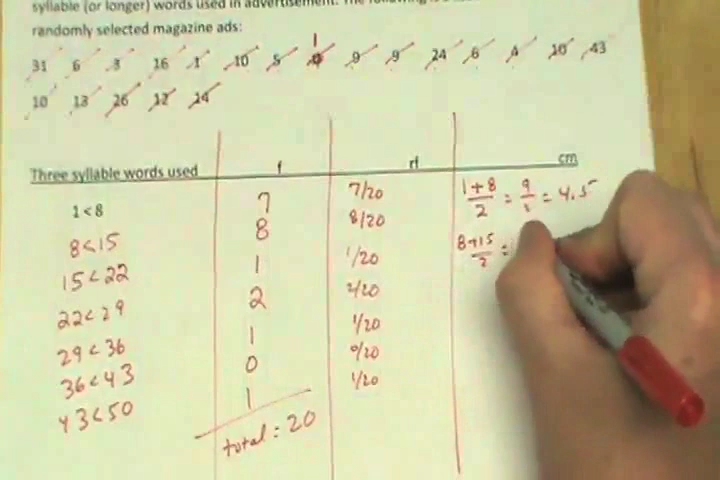 syllable (or longer) words used in advertisement. The following is a
randomly selected magazine ads:
1
31 6 3 16 1 10 5 9 9 24 6 4 10 43
10 13 26 12 14
Three syllable words used f rf cm
1 < 8 7 7/20 1+8/2 = 9/2 = 4.5
8 < 15 8 8/20 8+15/2 =
15 < 22 1 1/20
22 < 29 2 2/20
29 < 36 1 1/20
36 < 43 0 0/20
43 < 50 1 1/20
total = 20